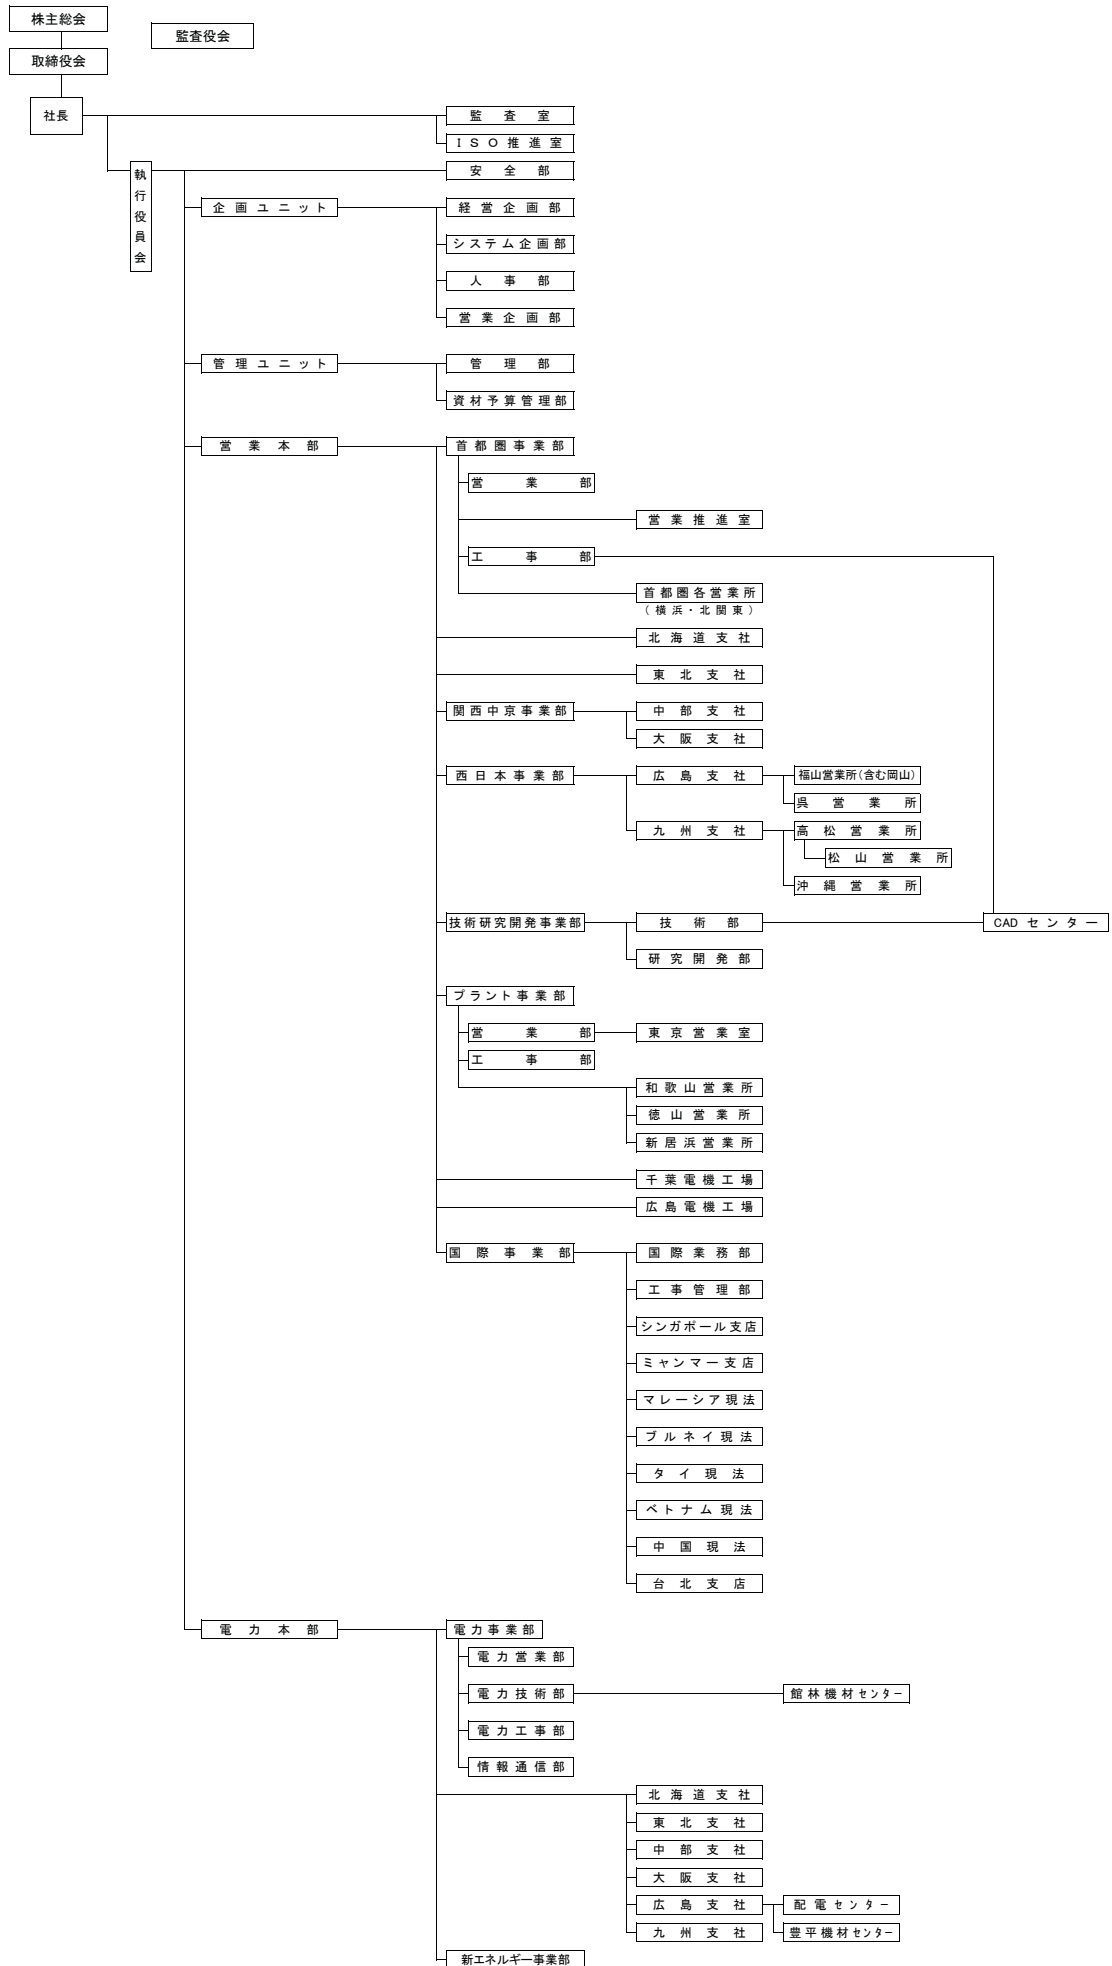 株主総会
監査役会
取締役会
社長
監査室
ISO推進室
執行役員会
安全部
企画ユニット
経営企画部
システム企画部
人事部
営業企画部
管理ユニット
管理部
資材予算管理部
営業本部
首都圏事業部
営業部
営業推進室
工事部
首都圏各営業所
(横浜・北関東)
北海道支社
東北支社
関西中京事業部
中部支社
大阪支社
西日本事業部
広島支社
福山営業所(含む岡山)
呉営業所
九州支社
高松営業所
松山営業所
沖縄営業所
技術研究開発事業部
技術部
CADセンター
研究開発部
プラント事業部
営業部
東京営業室
工事部
和歌山営業所
徳山営業所
新居浜営業所
千葉電機工場
広島電機工場
国際事業部
国際業務部
工事管理部
シンガポール支店
ミャンマー支店
マレーシア現法
ブルネイ現法
タイ現法
ベトナム現法
中国現法
台北支店
電力本部
電力事業部
電力営業部
電力技術部
館林機材センター
電力工事部
情報通信部
北海道支社
東北支社
中部支社
大阪支社
広島支社
配電センター
九州支社
豊平機材センター
新エネルギー事業部